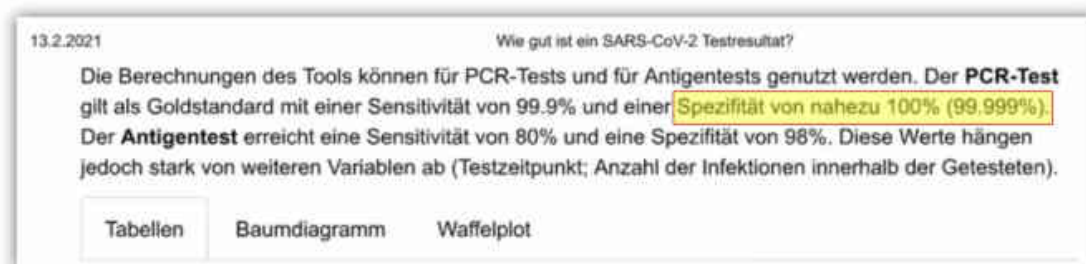 13.2.2021 Wie gut ist ein SARS-CoV-2 Testresultat?
Die Berechnungen des Tools können für PCR-Tests und für Antigentests genutzt werden. Der PCR-Test
gilt als Goldstandard mit einer Sensitivität von 99.9% und einer Spezifität von nahezu 100% (99.999%).
Der Antigentest erreicht eine Sensitivität von 80% und eine Spezifität von 98%. Diese Werte hängen
jedoch stark von weiteren Variablen ab (Testzeitpunkt; Anzahl der Infektionen innerhalb der Getesteten).
Tabellen Baumdiagramm Waffelplot